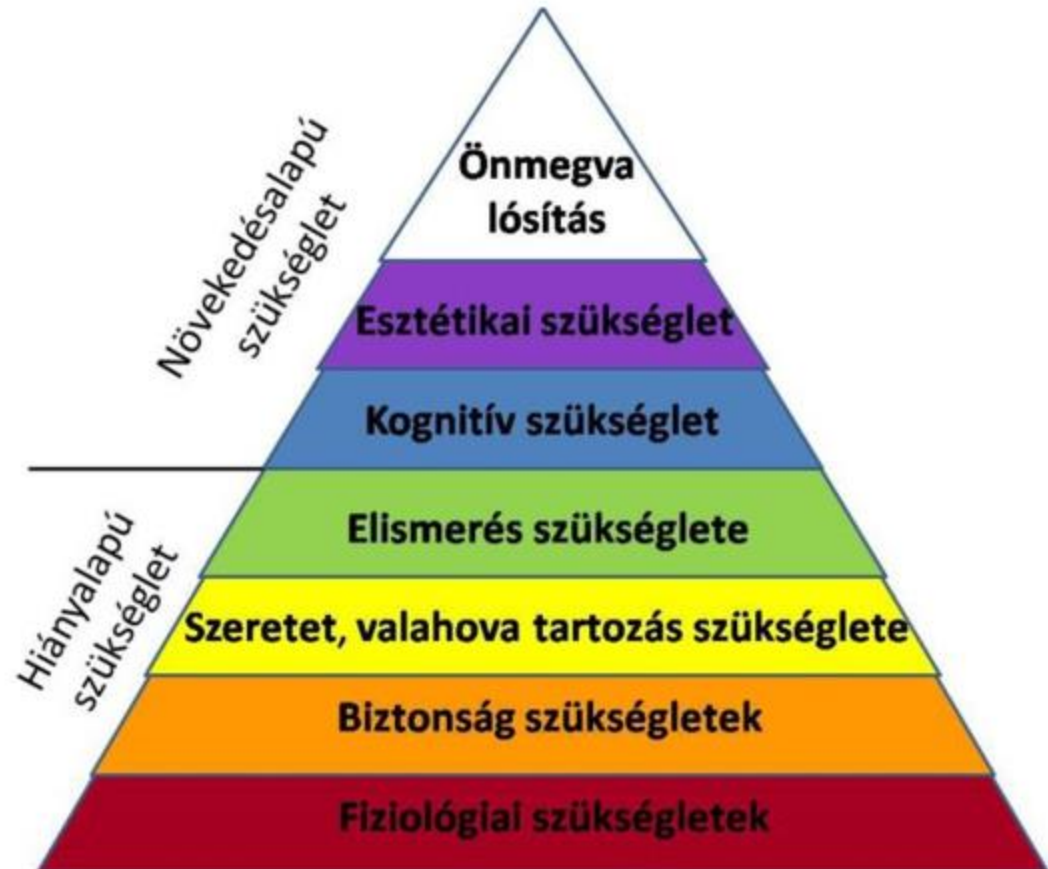 Növekedésalapú
szükséglet
Önmegva
lósítás
Esztétikai szükséglet
Kognitív szükséglet
Hiányalapú
szükséglet
Elismerés szükséglete
Szeretet, valahova tartozás szükséglete
Biztonság szükségletek
Fiziológiai szükségletek